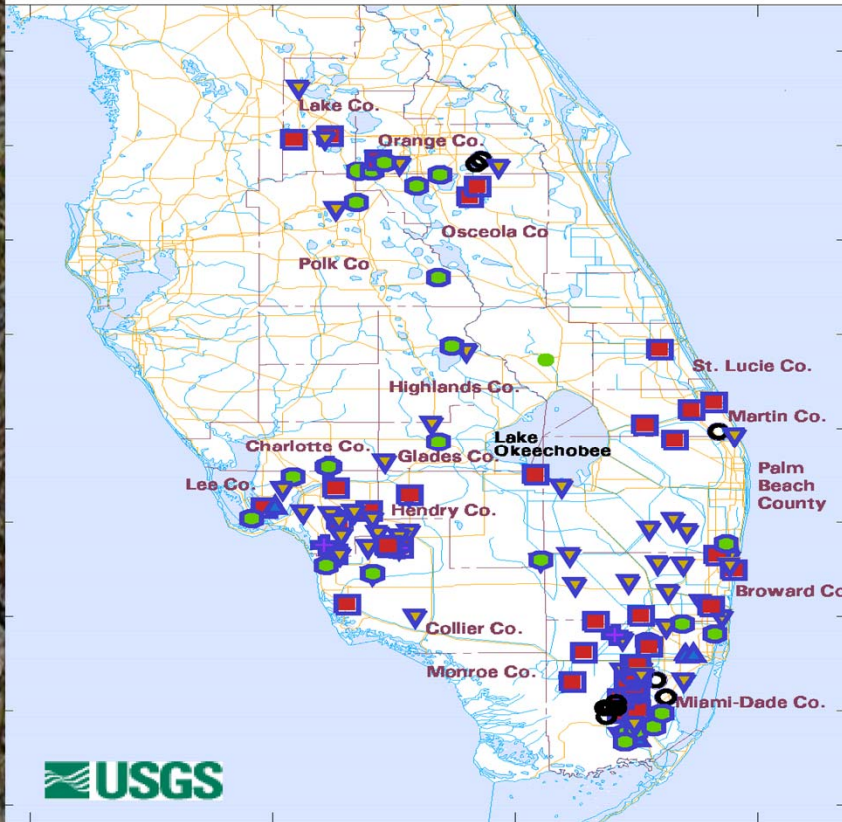 Lake Co.
Orange Co.
Osceola Co
Polk Co
St. Lucie Co.
Highlands Co.
Martin Co.
Lake
Okeechobee
Charlotte Co.
Glades Co.
Palm
Beach
County
Lee Co.
Hendry Co.
Broward Co
Collier Co.
Monroe Co.
Miami-Dade Co.
USGS